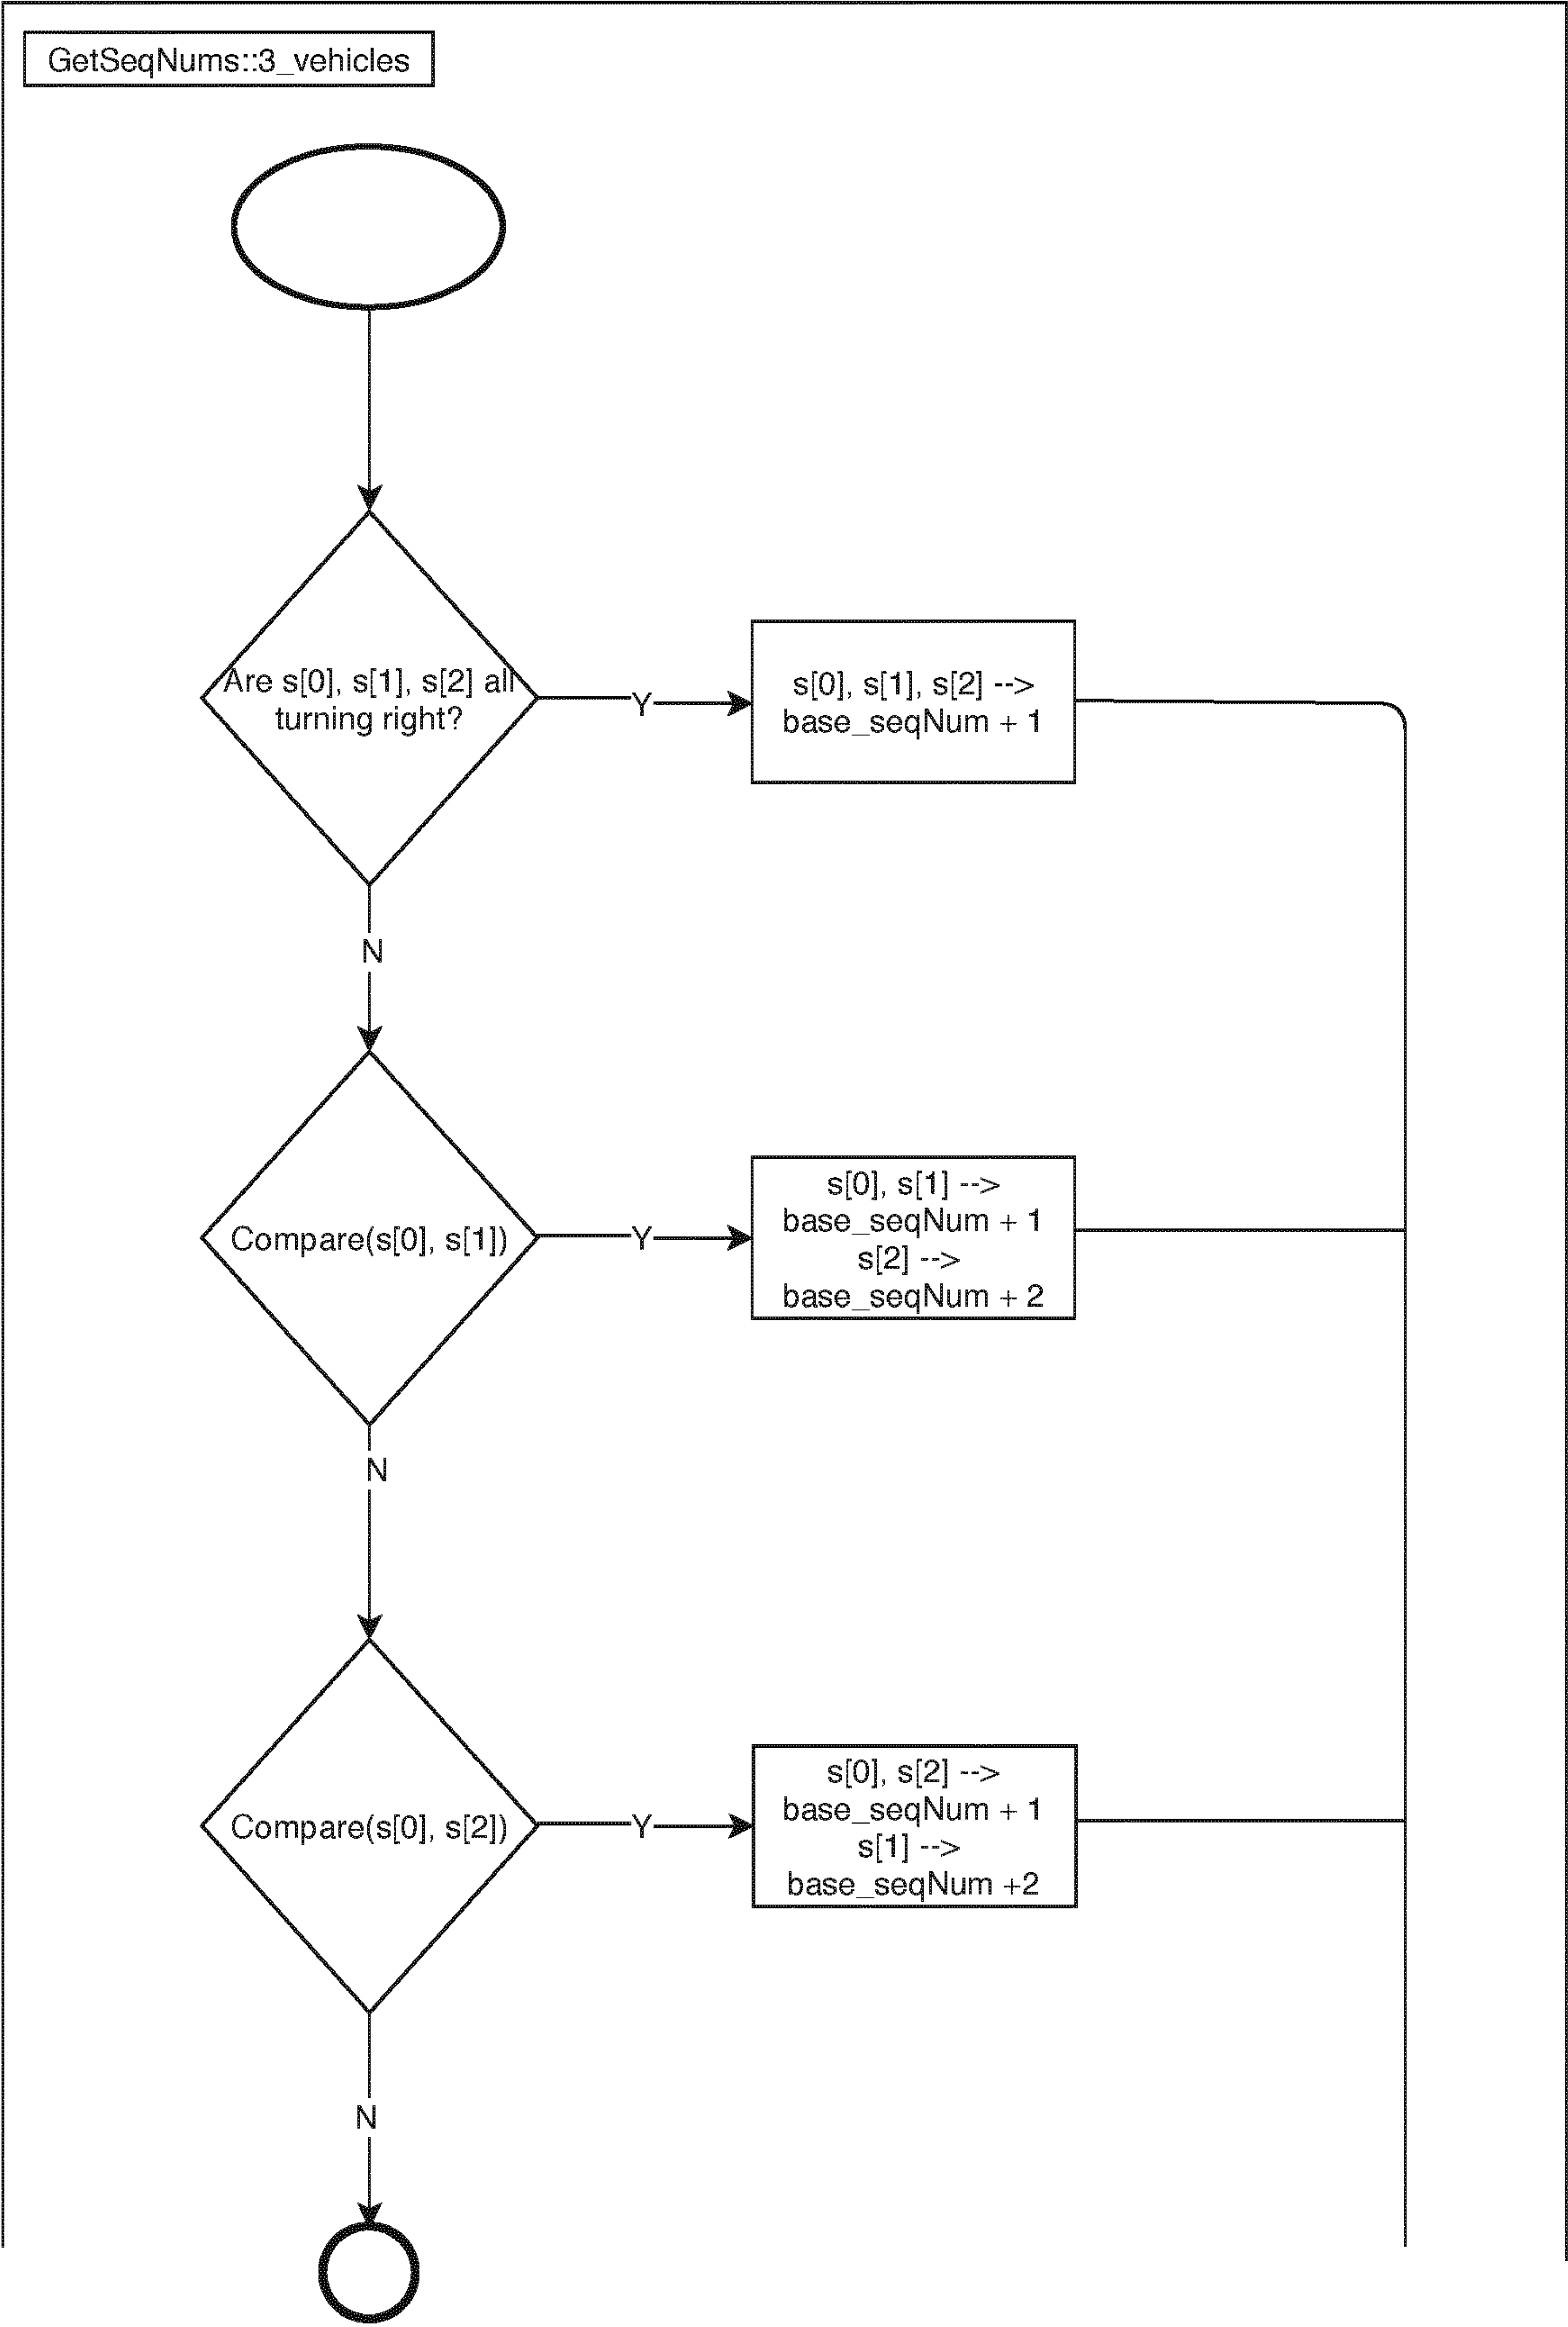 GetSeqNums::3_vehicles
Are s[0], s[1], s[2] all
turning right?
Y
s[0], s[1], s[2] -->
base_seqNum + 1
N
Compare(s[0], s[1])
Y
s[0], s[1] -->
base_seqNum + 1
s[2] -->
base_seqNum + 2
N
Compare(s[0], s[2])
Y
s[0], s[2] -->
base_seqNum + 1
s[1] -->
base_seqNum +2
N